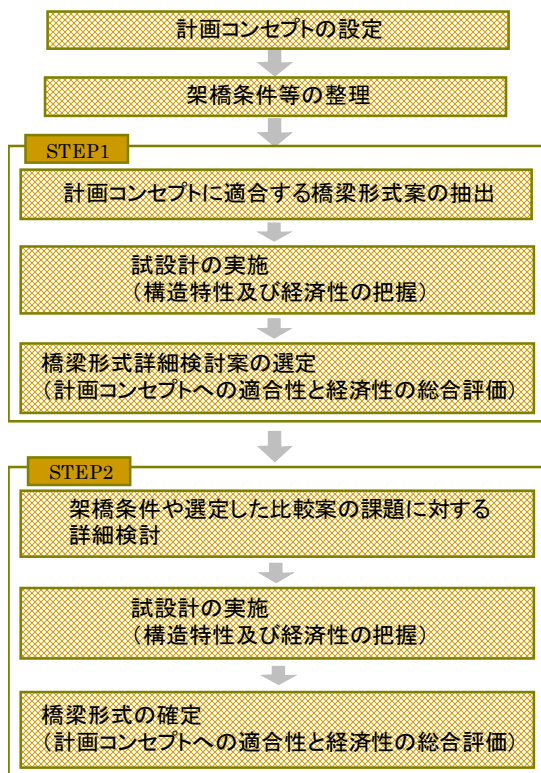 計画コンセプトの設定
架橋条件等の整理
STEP1
計画コンセプトに適合する橋梁形式案の抽出
試設計の実施
（構造特性及び経済性の把握）
橋梁形式詳細検討案の選定
（計画コンセプトへの適合性と経済性の総合評価）
STEP2
架橋条件や選定した比較案の課題に対する
詳細検討
試設計の実施
（構造特性及び経済性の把握）
橋梁形式の確定
（計画コンセプトへの適合性と経済性の総合評価）